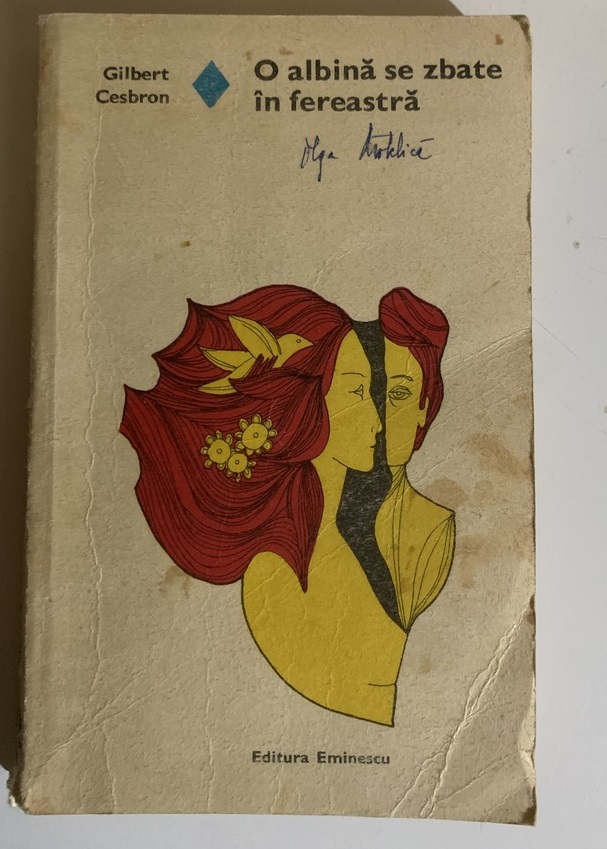 Gilbert
Cesbron
O albină se zbate
în fereastră
Olga
Editura Eminescu